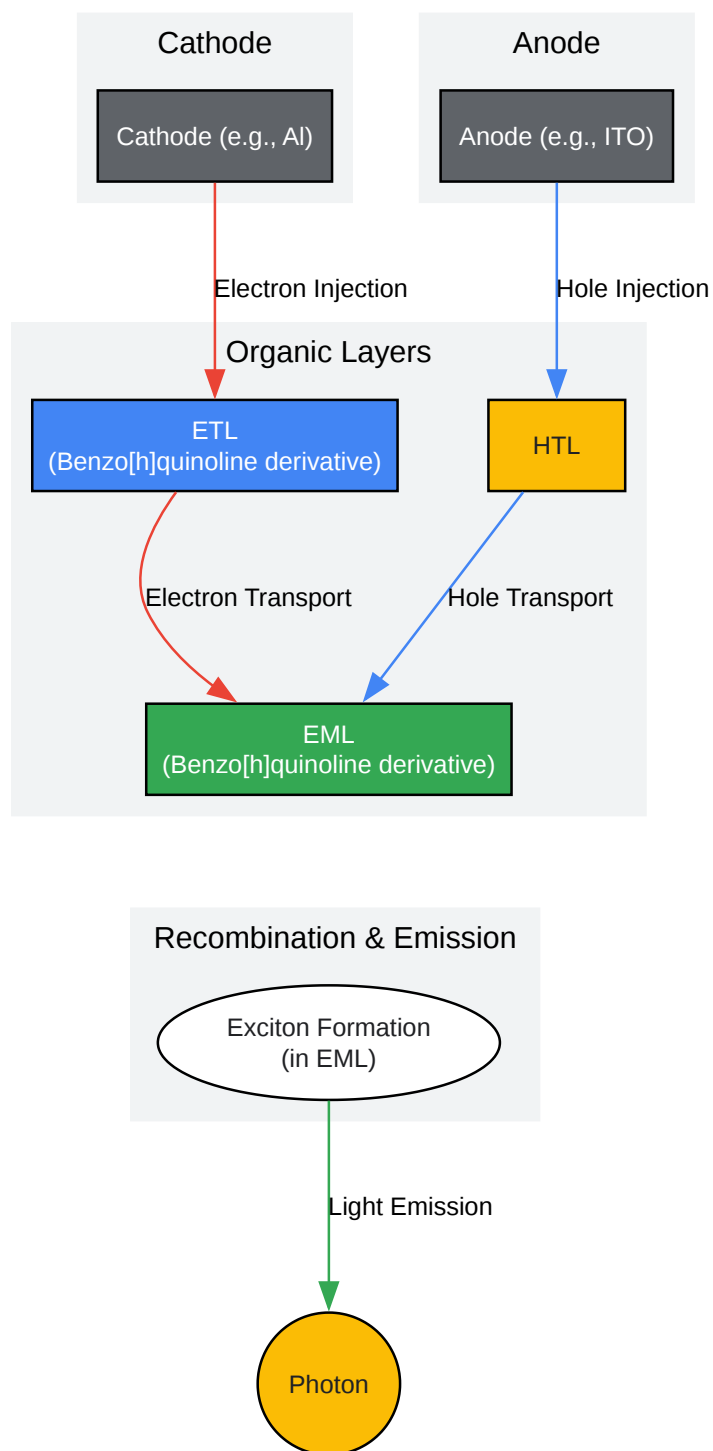 Cathode
Anode
Cathode (e.g., Al)
Anode (e.g., ITO)
Electron Injection
Hole Injection
Organic Layers
ETL
(Benzo[h]quinoline derivative)
HTL
Electron Transport
Hole Transport
EML
(Benzo[h]quinoline derivative)
Recombination & Emission
Exciton Formation
(in EML)
Light Emission
Photon